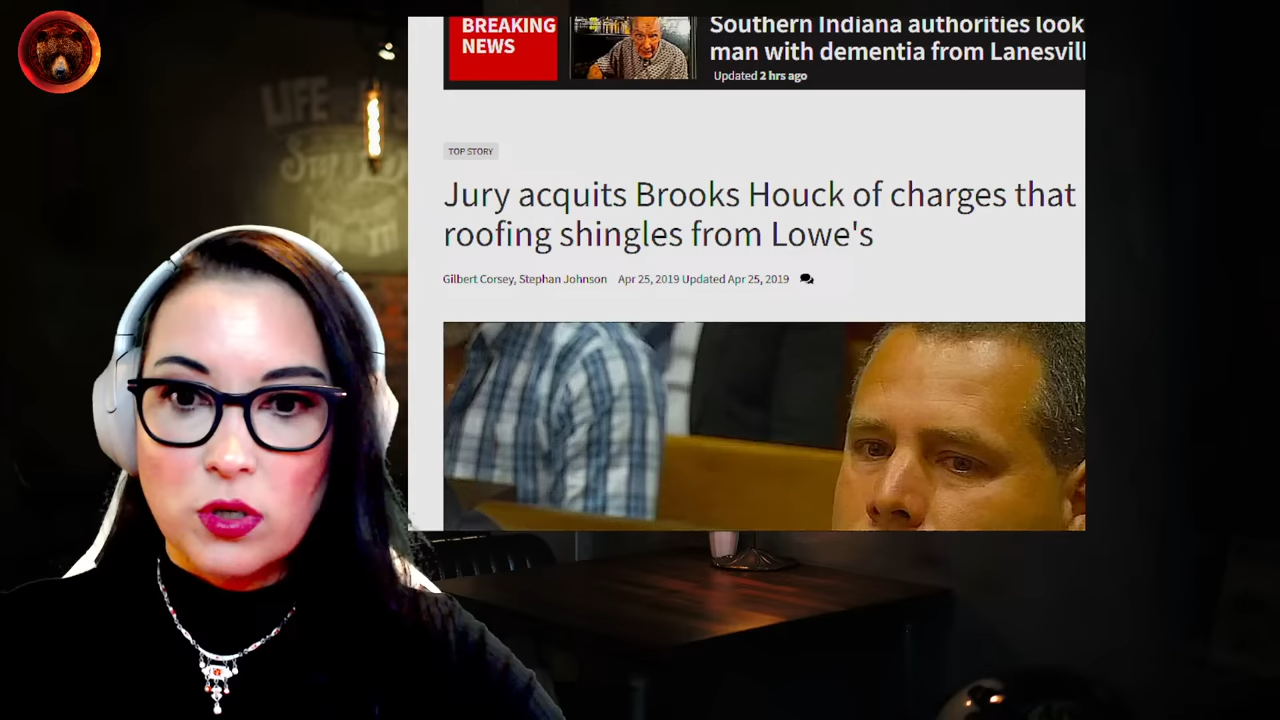 BREAKING
NEWS
Southern Indiana authorities look
man with dementia from Lanesvill
Updated 2 hrs ago
TOP STORY
Jury acquits Brooks Houck of charges that
roofing shingles from Lowe's
Gilbert Corsey, Stephan Johnson Apr 25, 2019 Updated Apr 25, 2019
LIFE